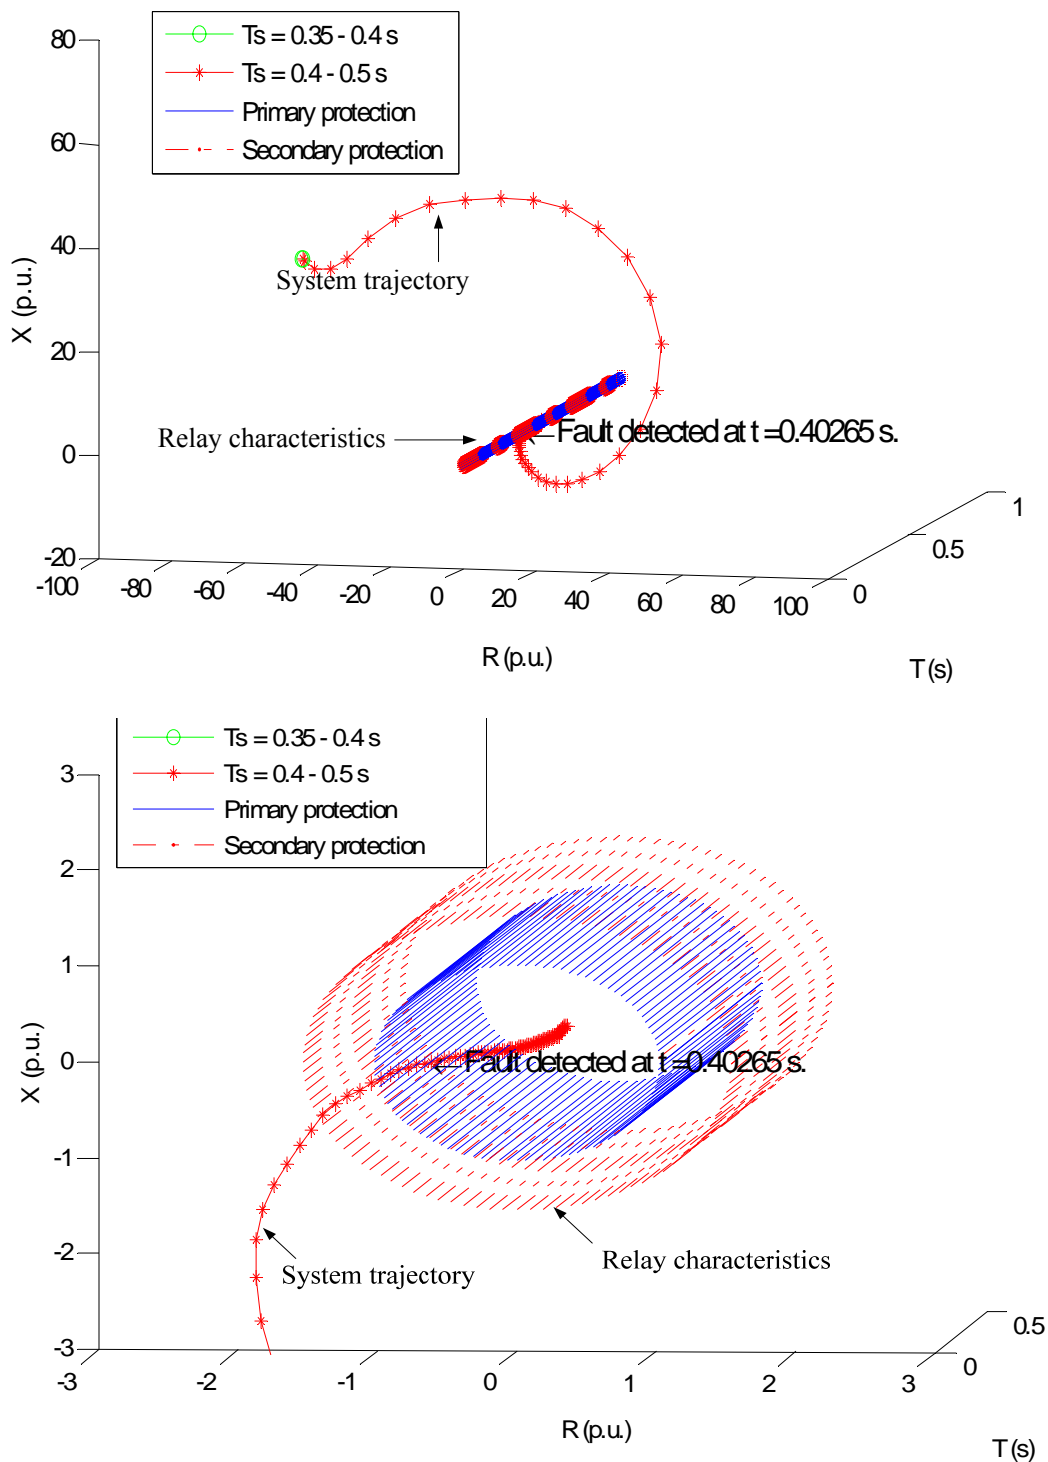 80
Ts = 0.35 - 0.4 s
Ts = 0.4 - 0.5 s
Primary protection
Secondary protection
60
40
System trajectory
X (p.u.)
20
Relay characteristics
Fault detected at t =0.40265 s.
0
1
0.5
-20
-100
-80
-60
-40
-20
0
20
40
60
80
100
0
R (p.u.)
T (s)
Ts = 0.35 - 0.4 s
Ts = 0.4 - 0.5 s
Primary protection
Secondary protection
3
2
1
X (p.u.)
0
Fault detected at t =0.40265 s.
-1
-2
System trajectory
Relay characteristics
-3
0.5
-3
-2
-1
0
1
2
3
0
R (p.u.)
T (s)